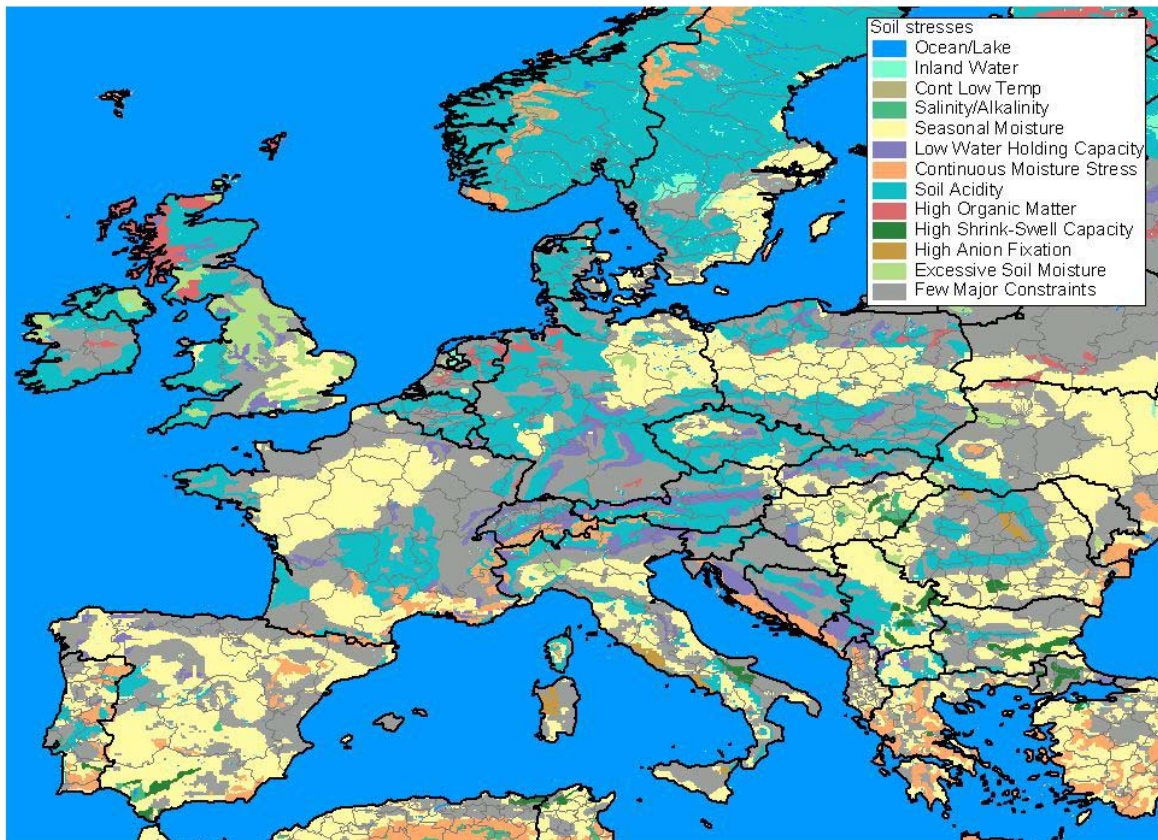 Soil stresses
Ocean/Lake
Inland Water
Cont Low Temp
Salinity/Alkalinity
Seasonal Moisture
Low Water Holding Capacity
Continuous Moisture Stress
Soil Acidity
High Organic Matter
High Shrink-Swell Capacity
High Anion Fixation
Excessive Soil Moisture
Few Major Constraints